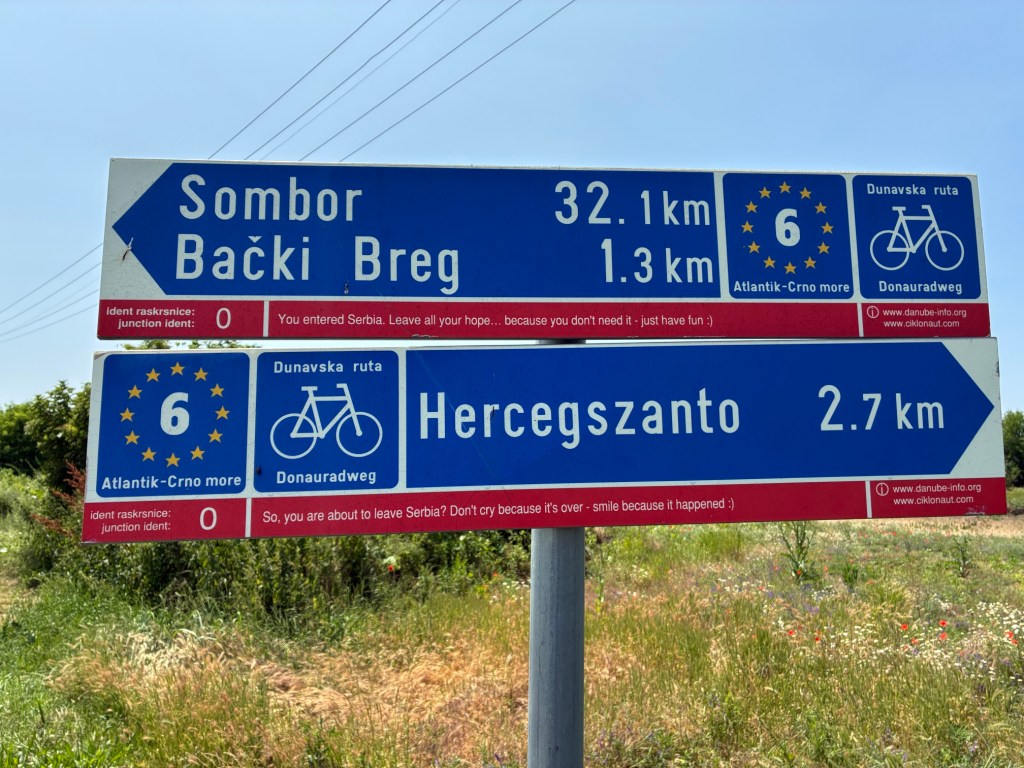 Sombor 32.1 km
Bački Breg 1.3 km
6
Atlantik-Crno more
Dunavska ruta
Donauradweg
ident raskrsnice:
junction ident:
0
You entered Serbia. Leave all your hope... because you don't need it - just have fun :)
www.danube-info.org
www.ciklonaut.com
6
Atlantik-Crno more
Dunavska ruta
Donauradweg
Hercegszanto 2.7 km
ident raskrsnice:
junction ident:
0
So, you are about to leave Serbia? Don't cry because it's over - smile because it happened :)
www.danube-info.org
www.ciklonaut.com